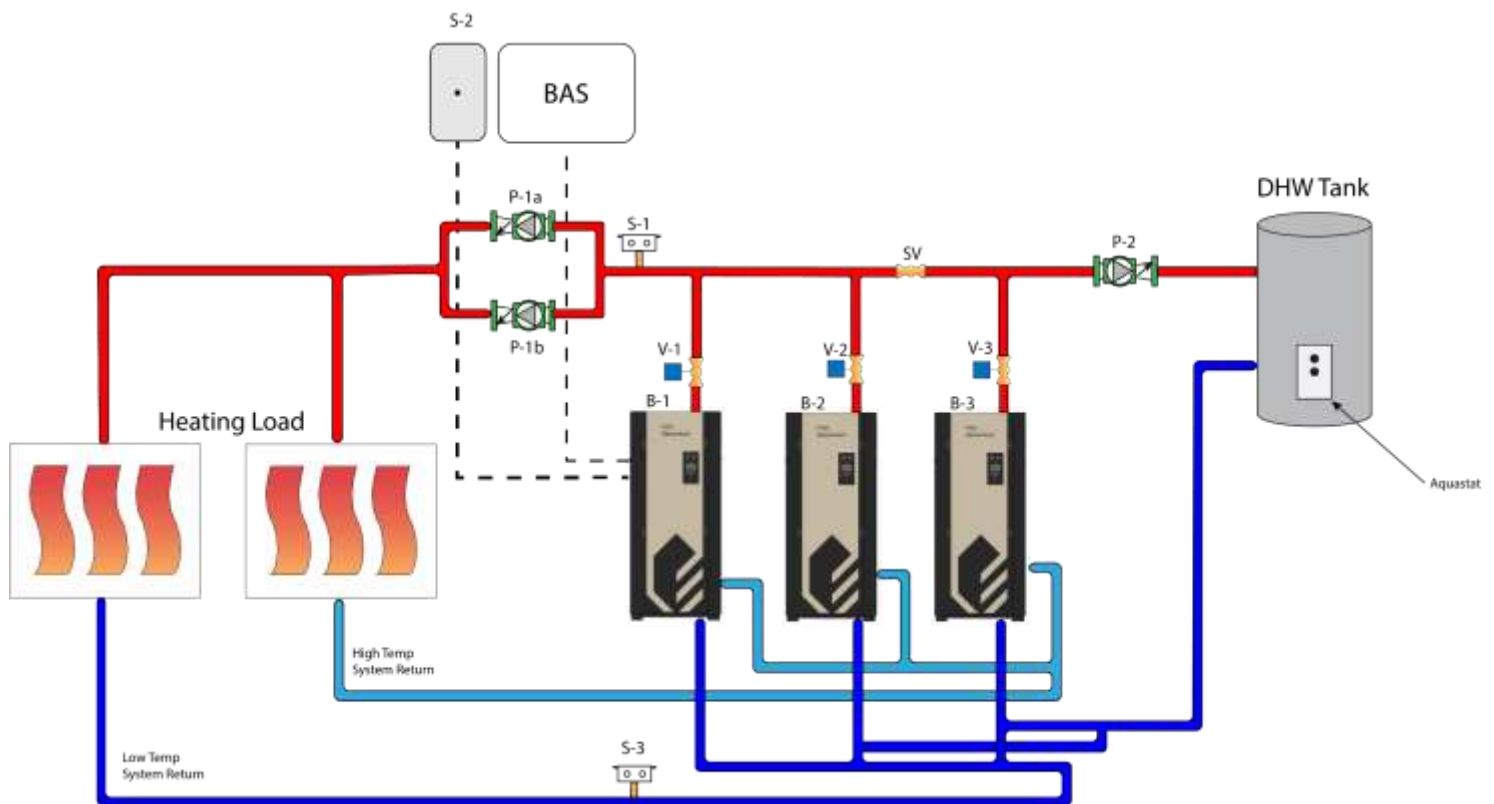 S-2
BAS
P-1a
S-1
DHW Tank
SV
P-2
P-1b
V-1
V-2
V-3
B-1
B-2
B-3
Heating Load
Aquastat
High Temp
System Return
Low Temp
System Return
S-3